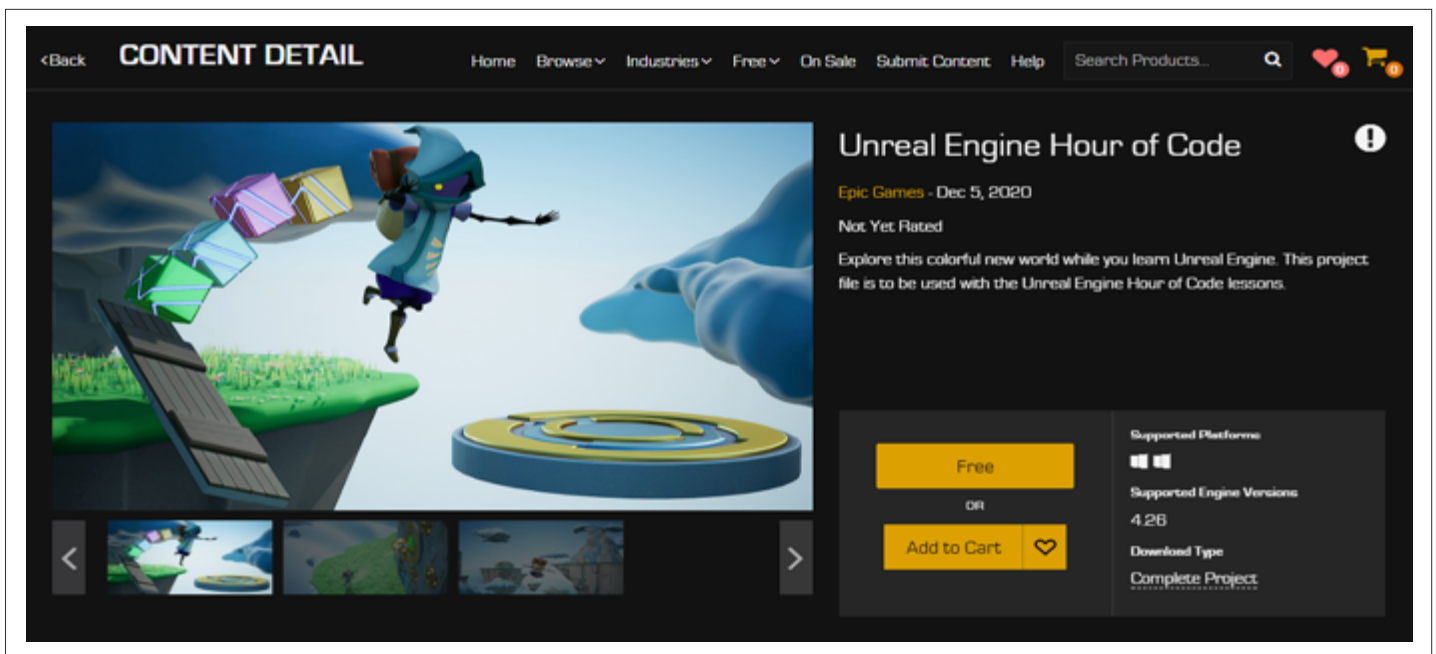 <Back
CONTENT DETAIL
Home Browse Industries Free On Sale Submit Content Help
Search Products...
0
0
Unreal Engine Hour of Code
Epic Games - Dec 5, 2020
Not Yet Rated
Explore this colorful new world while you learn Unreal Engine. This project
file is to be used with the Unreal Engine Hour of Code lessons.
Free
OR
Add to Cart
Supported Platforms
Supported Engine Versions
4.26
Download Type
Complete Project